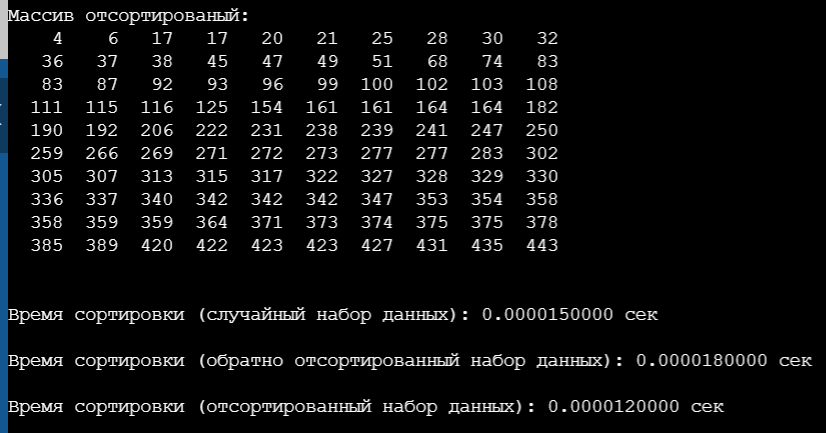 Массив отсортированый:
4 6 17 17 20 21 25 28 30 32
36 37 38 45 47 49 51 68 74 83
83 87 92 93 96 99 100 102 103 108
111 115 116 125 154 161 161 164 164 182
190 192 206 222 231 238 239 241 247 250
259 266 269 271 272 273 277 277 283 302
305 307 313 315 317 322 327 328 329 330
336 337 340 342 342 342 347 353 354 358
358 359 359 364 371 373 374 375 375 378
385 389 420 422 423 423 427 431 435 443
Время сортировки (случайный набор данных): 0.0000150000 сек
Время сортировки (обратно отсортированный набор данных): 0.0000180000 сек
Время сортировки (отсортированный набор данных): 0.0000120000 сек